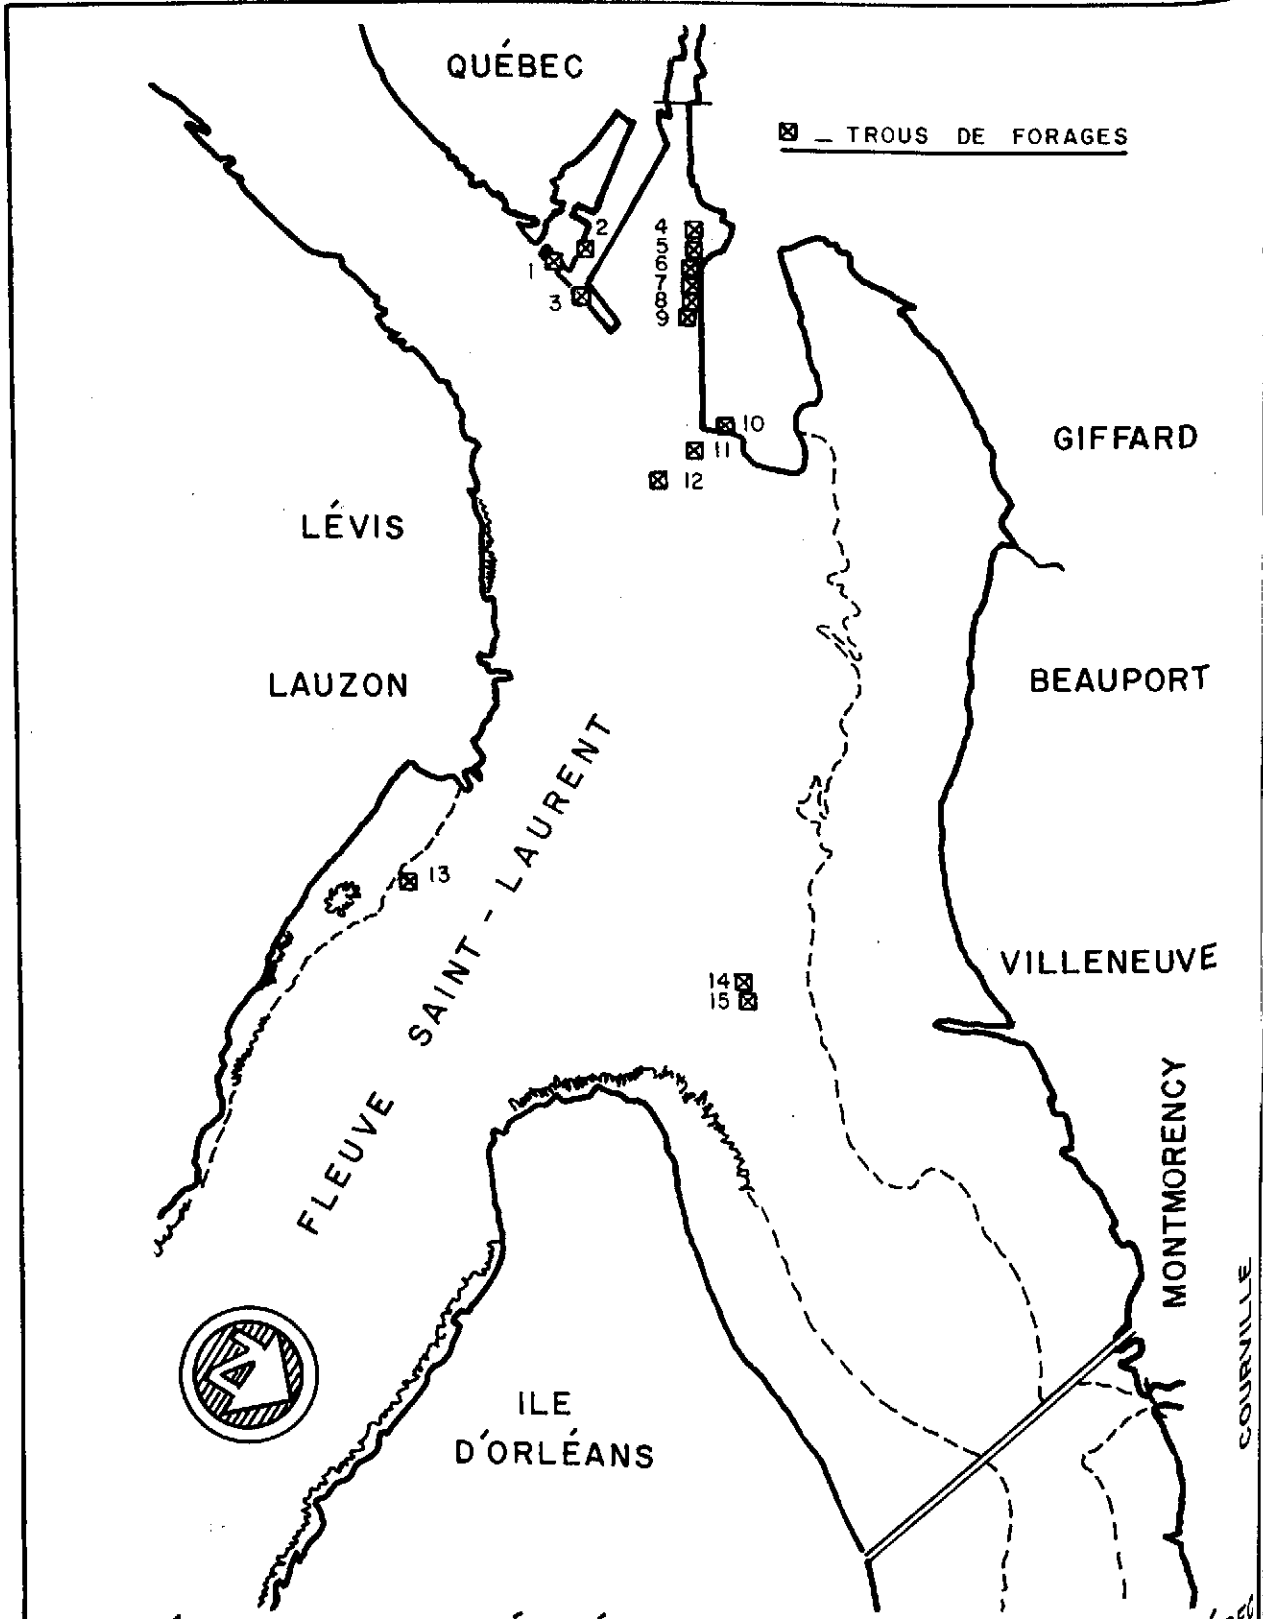 QUÉBEC
_ TROUS DE FORAGES
2
1
3
4
5
6
7
8
9
10
11
12
GIFFARD
LÉVIS
LAUZON
BEAUPORT
FLEUVE SAINT-LAURENT
13
14
15
VILLENEUVE
MONTMORENCY
COURVILLE
N
ILE
D'ORLÉANS